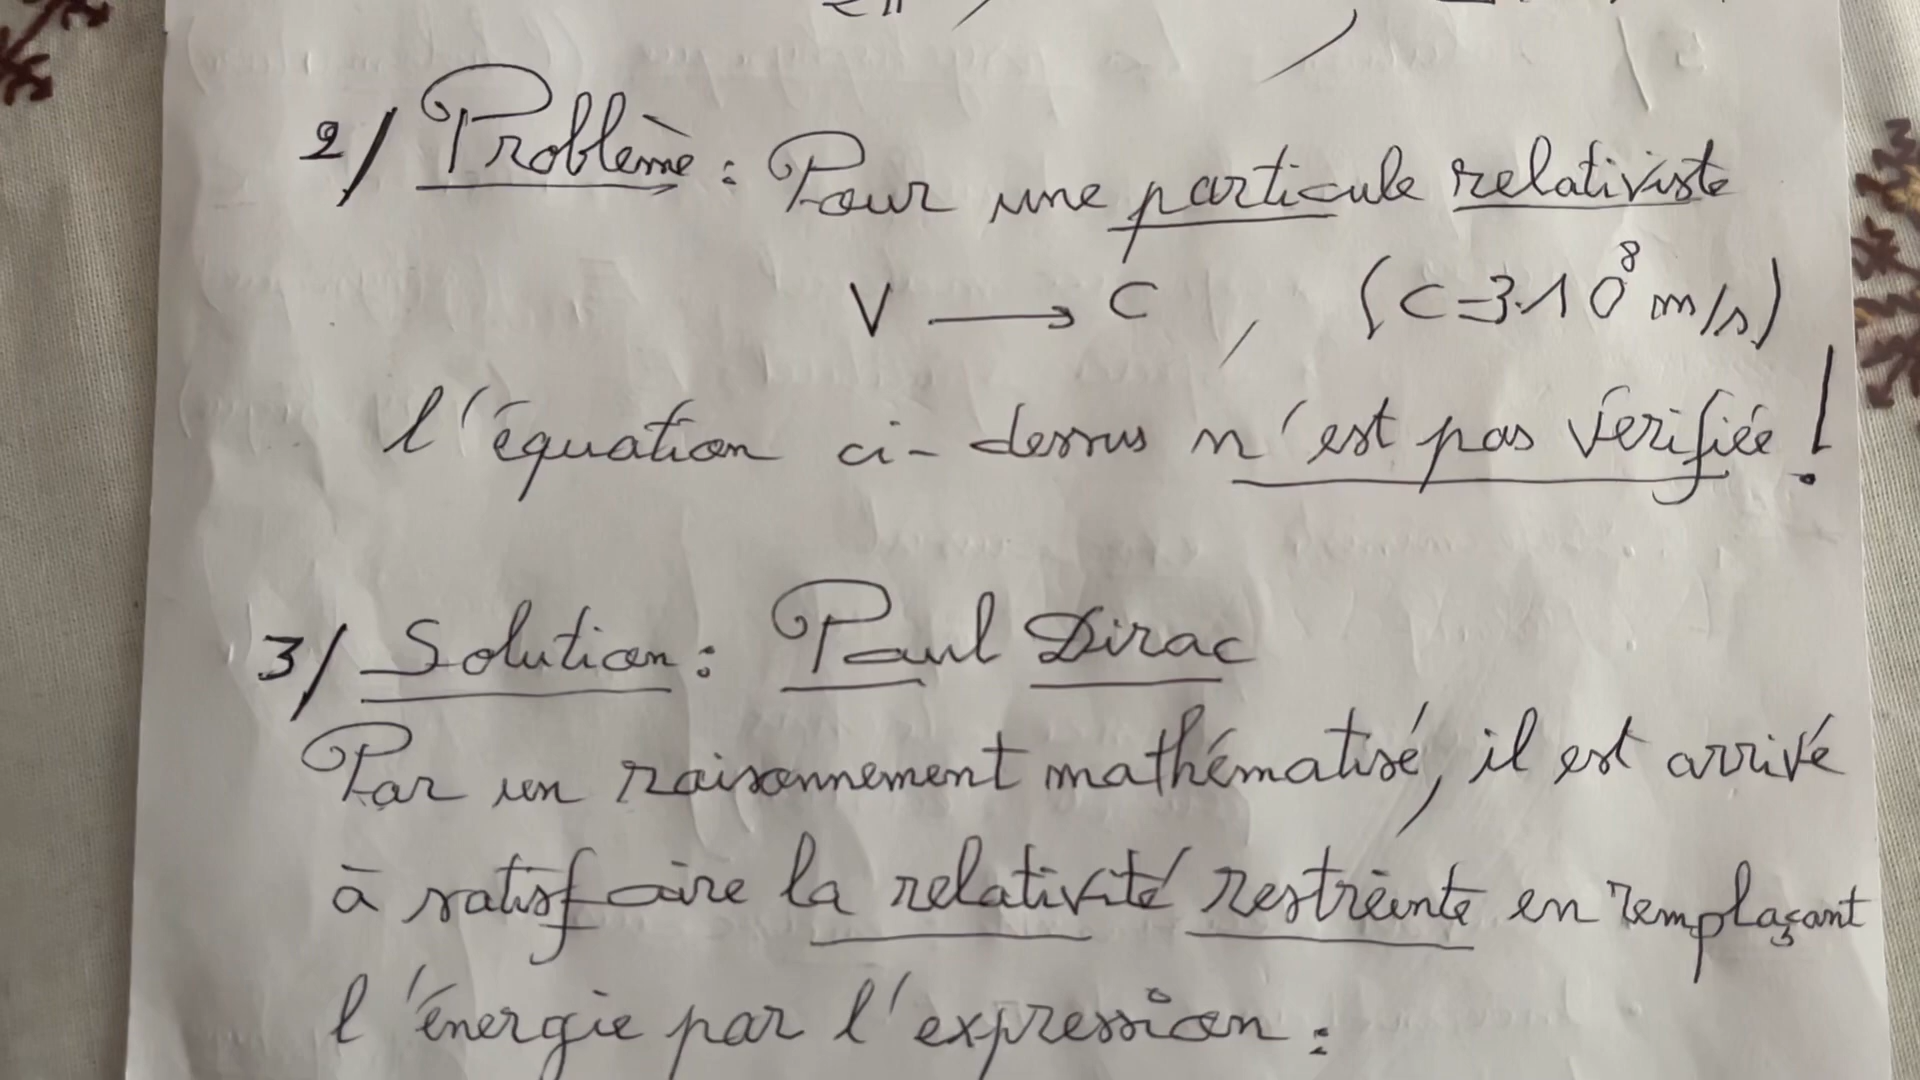 2/ Problème : Pour une particule relativiste
V → C , (C=3.10⁸ m/s)
l'équation ci-dessus n'est pas vérifiée !
3/ Solution : Paul Dirac
Par un raisonnement mathématisé, il est arrivé
à satisfaire la relativité restreinte en remplaçant
l'énergie par l'expression :